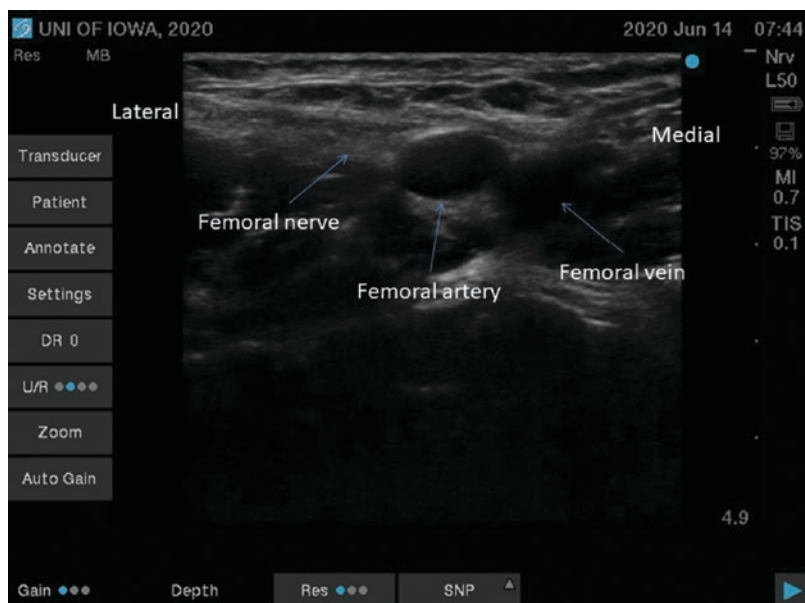 UNI OF IOWA, 2020
2020 Jun 14 07:44
Res MB
Nrv
L50
97%
MI
0.7
TIS
0.1
Lateral
Medial
Transducer
Patient
Annotate
Settings
DR 0
U/R
Zoom
Auto Gain
Femoral nerve
Femoral artery
Femoral vein
4.9
Gain
Depth
Res
SNP